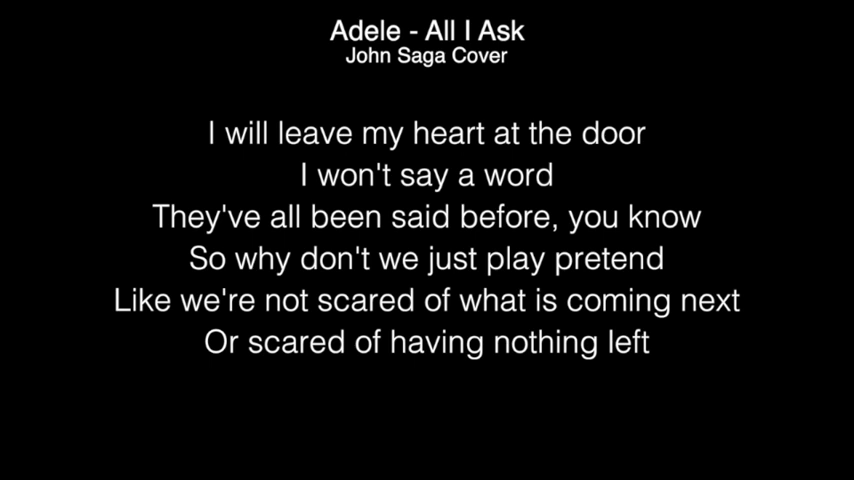 Adele - All I Ask
John Saga Cover
I will leave my heart at the door
I won't say a word
They've all been said before, you know
So why don't we just play pretend
Like we're not scared of what is coming next
Or scared of having nothing left